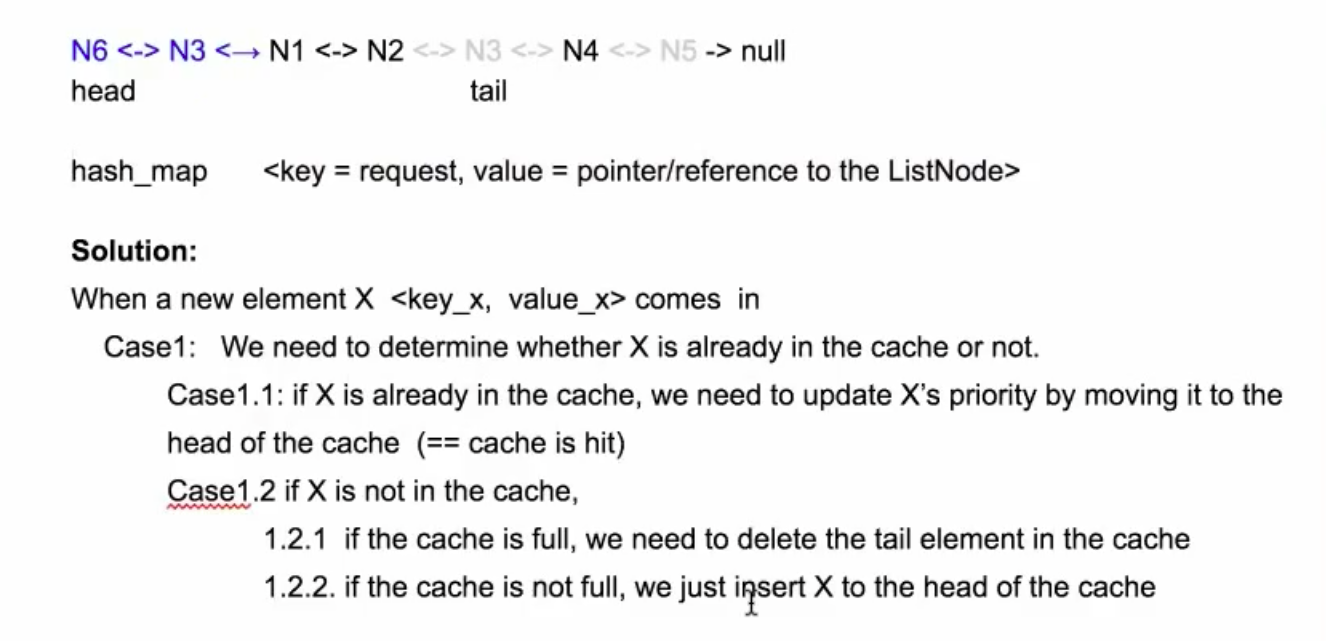 N6 <-> N3 <→ N1 <-> N2 <-> N3 <-> N4 <-> N5 -> null
head tail
hash_map <key = request, value = pointer/reference to the ListNode>
Solution:
When a new element X <key_x, value_x> comes in
Case1: We need to determine whether X is already in the cache or not.
Case1.1: if X is already in the cache, we need to update X’s priority by moving it to the
head of the cache (== cache is hit)
Case1.2 if X is not in the cache,
1.2.1 if the cache is full, we need to delete the tail element in the cache
1.2.2. if the cache is not full, we just insert X to the head of the cache